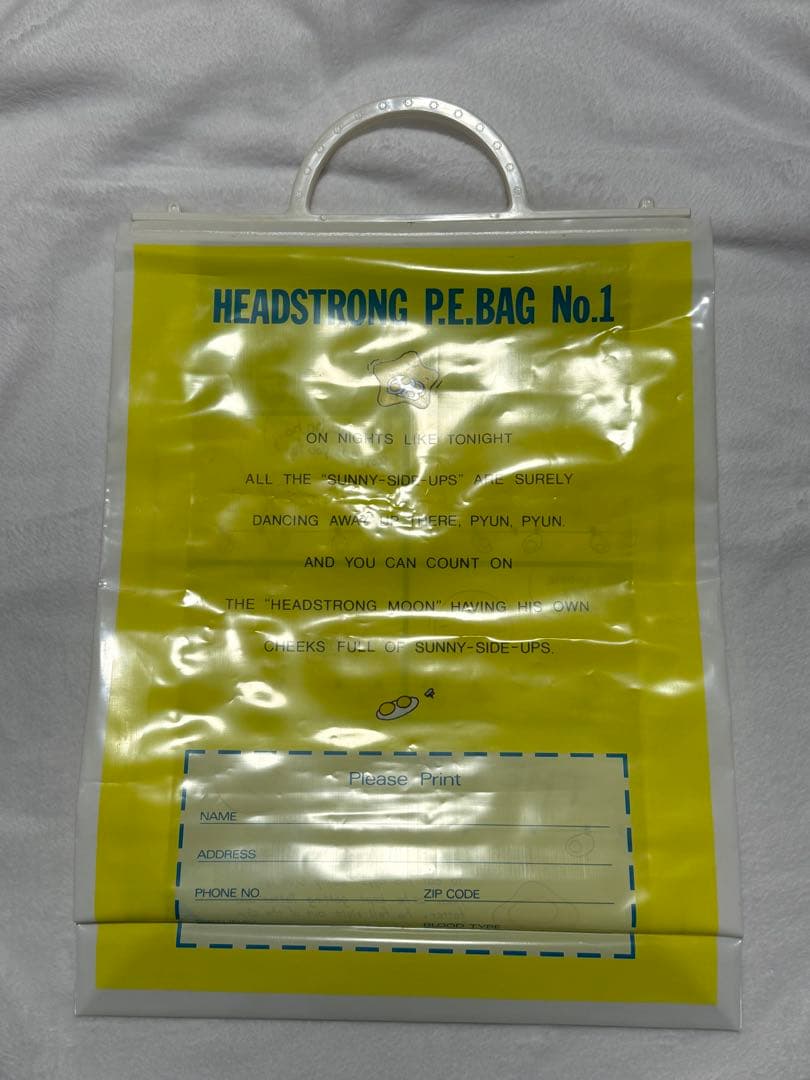 HEADSTRONG P.E.BAG No.1
ON NIGHTS LIKE TONIGHT
ALL THE "SUNNY-SIDE-UPS" ARE SURELY
DANCING AWAY UP THERE, PYUN, PYUN.
AND YOU CAN COUNT ON
THE "HEADSTRONG MOON" HAVING HIS OWN
CHEEKS FULL OF SUNNY-SIDE-UPS.
Please Print
NAME
ADDRESS
PHONE NO. ZIP CODE
BLOOD TYPE